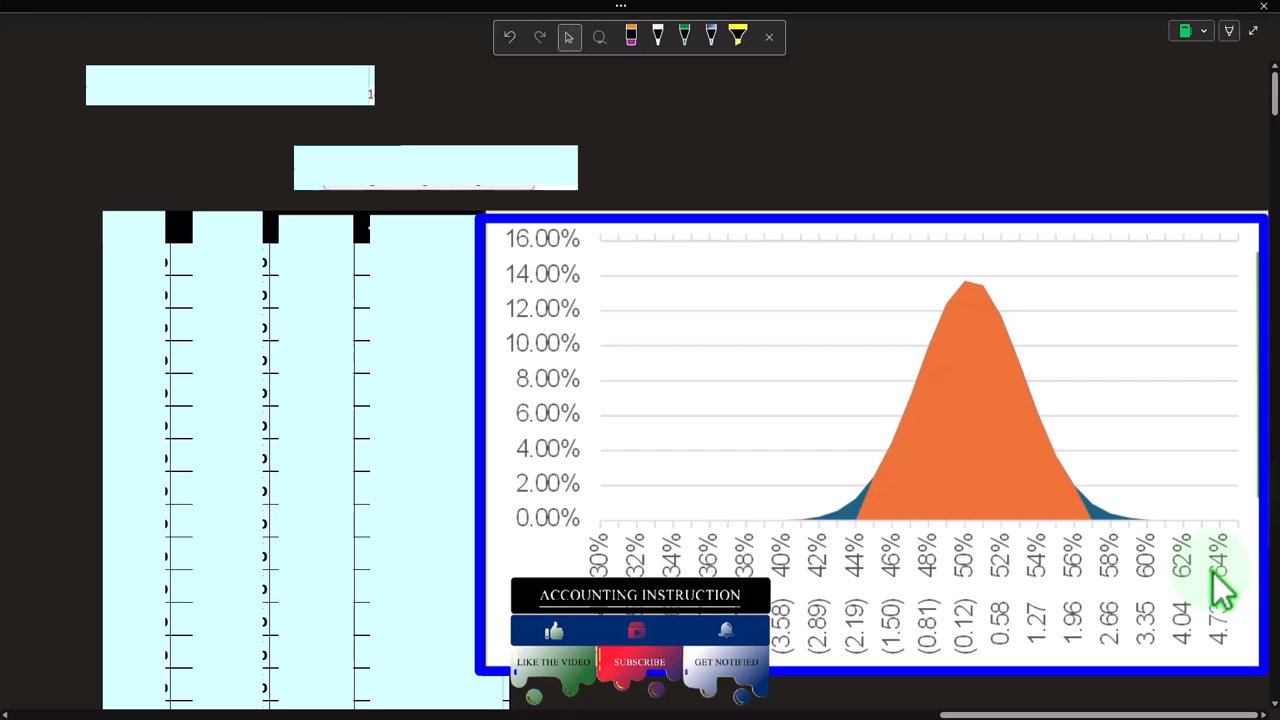 16.00%
14.00%
12.00%
10.00%
8.00%
6.00%
4.00%
2.00%
0.00%
30% 32% 34% 36% 38% 40% 42% 44% 46% 48% 50% 52% 54% 56% 58% 60% 62% 64%
(3.58) (2.89) (2.19) (1.50) (0.81) (0.12) 0.58 1.27 1.96 2.66 3.35 4.04
ACCOUNTING INSTRUCTION
LIKE THE VIDEO SUBSCRIBE GET NOTIFIED